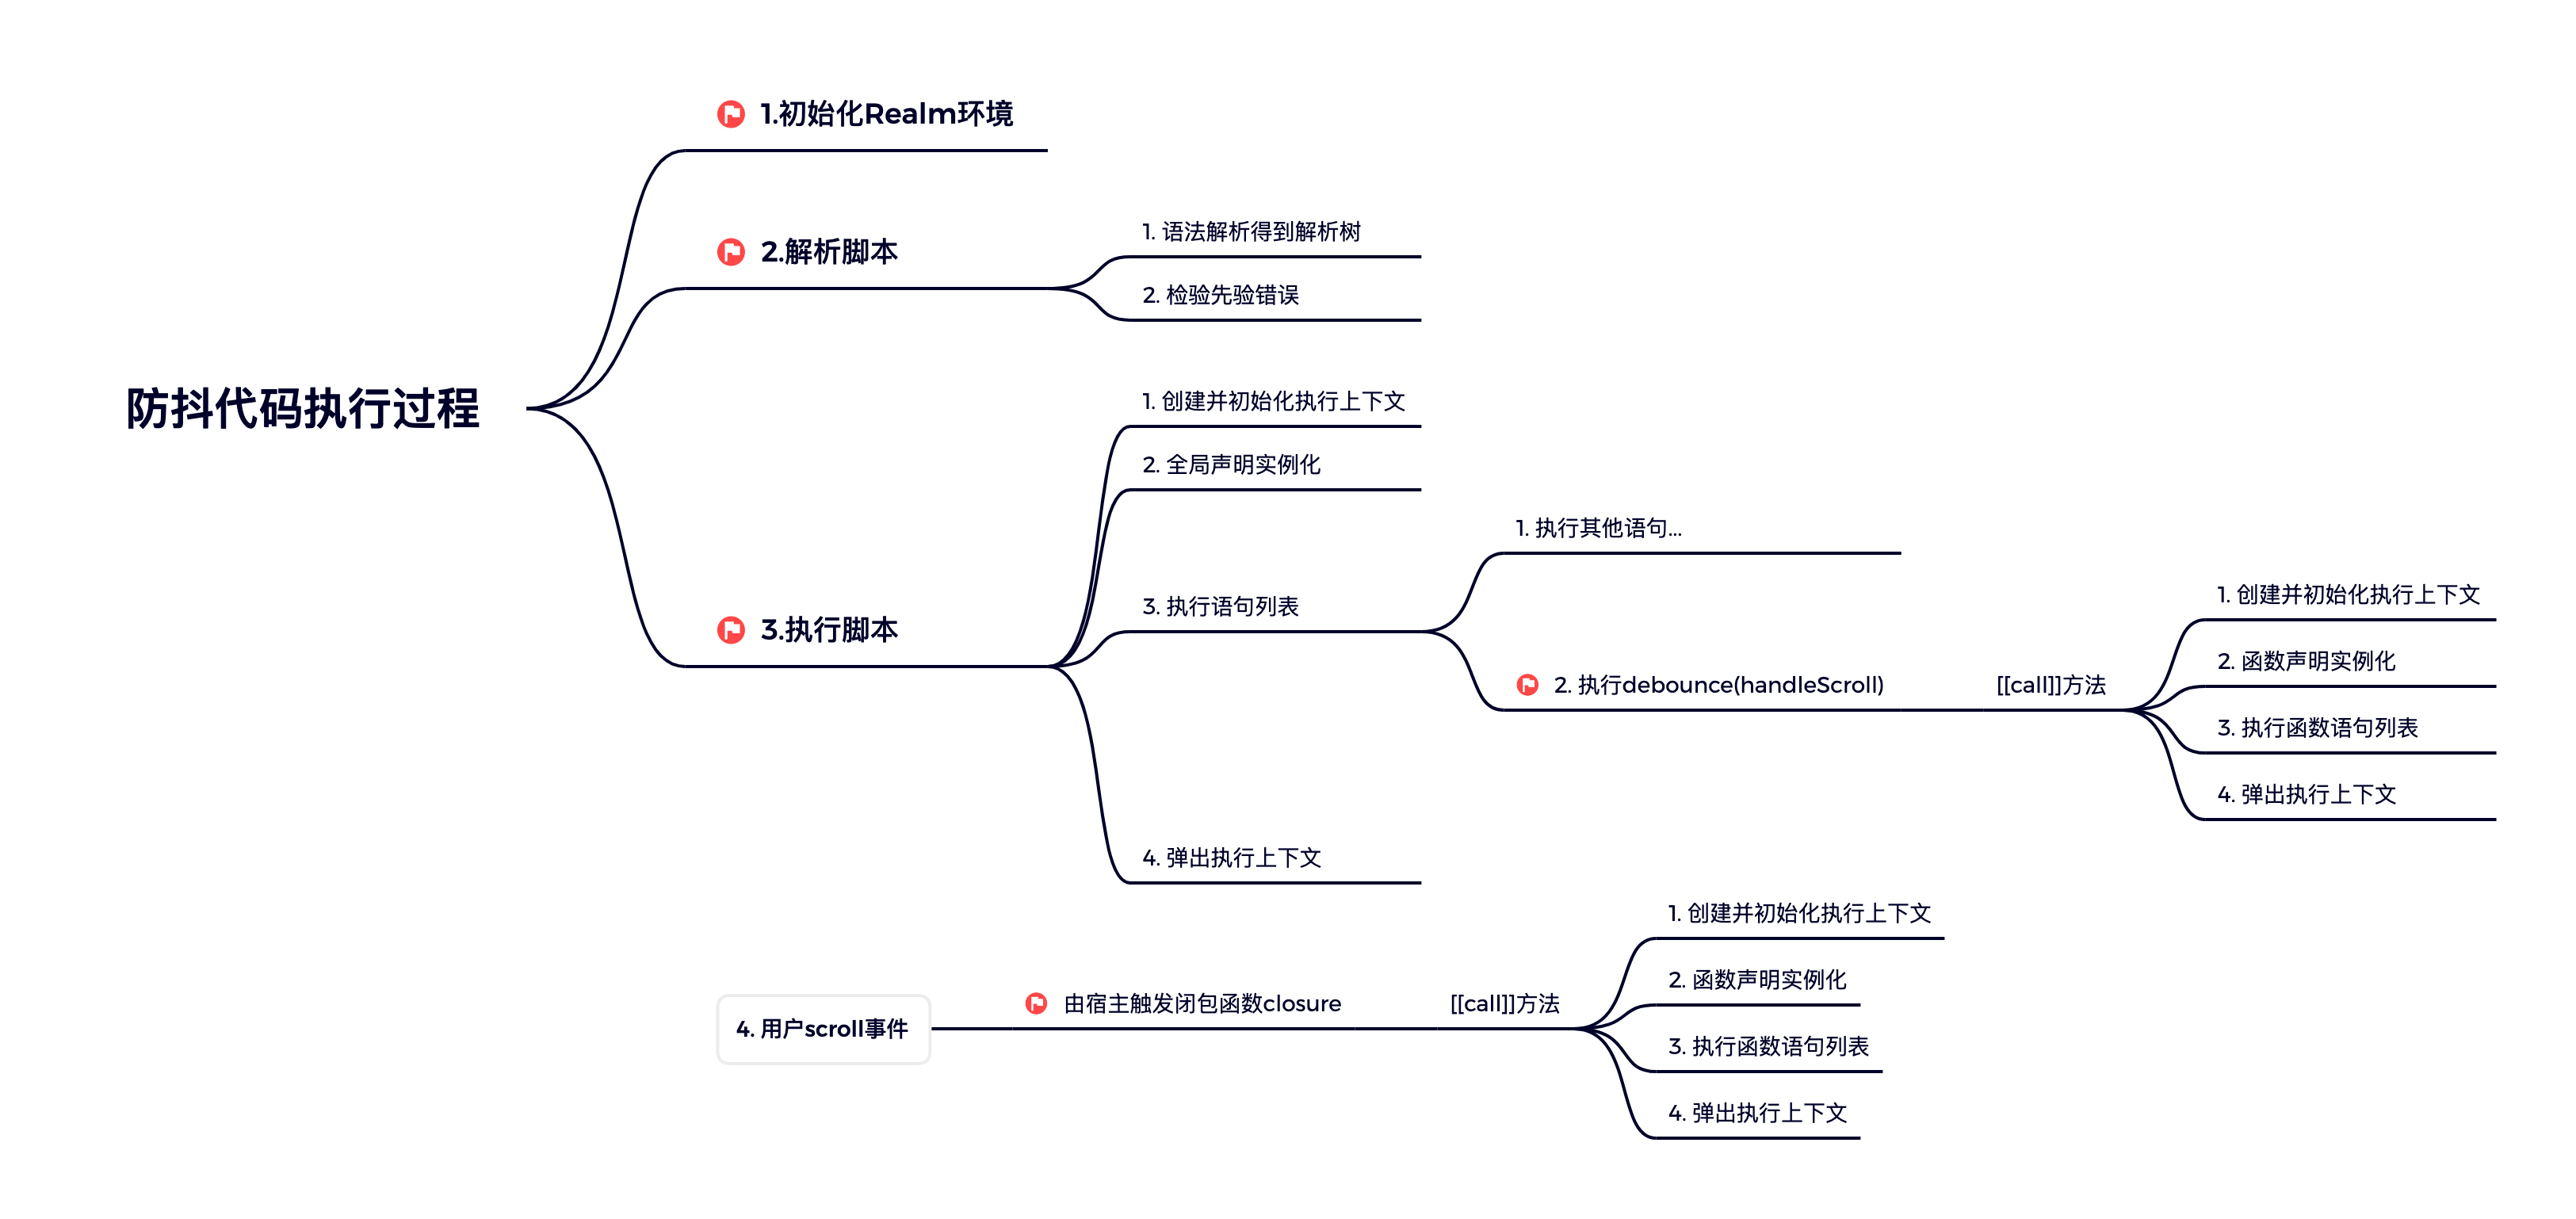 防抖代码执行过程
1.初始化Realm环境
2.解析脚本
1. 语法解析得到解析树
2. 检验先验错误
3.执行脚本
1. 创建并初始化执行上下文
2. 全局声明实例化
3. 执行语句列表
1. 执行其他语句...
2. 执行debounce(handleScroll)
[[call]]方法
1. 创建并初始化执行上下文
2. 函数声明实例化
3. 执行函数语句列表
4. 弹出执行上下文
4. 弹出执行上下文
4. 用户scroll事件
由宿主触发闭包函数closure
[[call]]方法
1. 创建并初始化执行上下文
2. 函数声明实例化
3. 执行函数语句列表
4. 弹出执行上下文